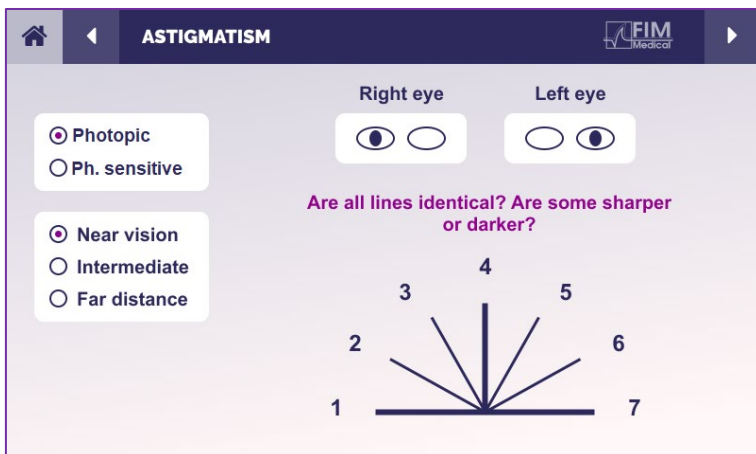 ASTIGMATISM
FIM
Medical
Right eye
Left eye
Photopic
Ph. sensitive
Near vision
Intermediate
Far distance
Are all lines identical? Are some sharper
or darker?
4
3
5
2
6
1
7